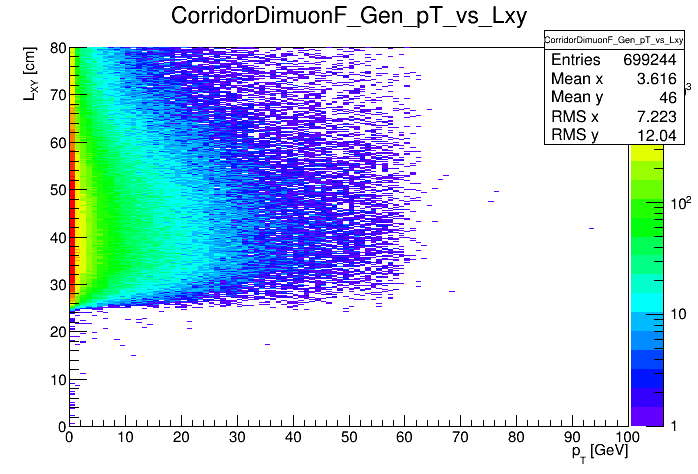 CorridorDimuonF_Gen_pT_vs_Lxy
CorridorDimuonF_Gen_pT_vs_Lxy
Entries 699244
Mean x 3.616
Mean y 46
RMS x 7.223
RMS y 12.04
L_XY [cm]
80
70
60
50
40
30
20
10
0
0 10 20 30 40 50 60 70 80 90 100
p_T [GeV]
3
10²
10
1